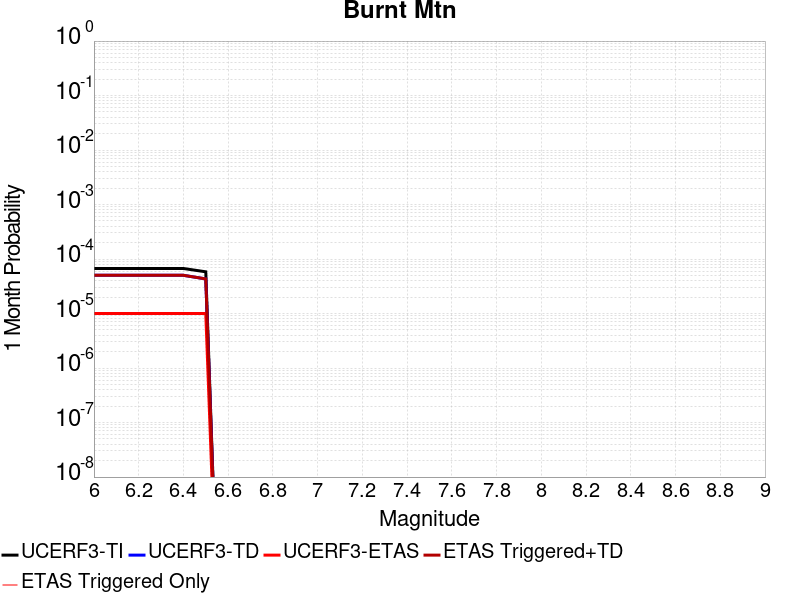 Burnt Mtn
10^0
10^-1
10^-2
10^-3
10^-4
10^-5
10^-6
10^-7
10^-8
1 Month Probability
6 6.2 6.4 6.6 6.8 7 7.2 7.4 7.6 7.8 8 8.2 8.4 8.6 8.8 9
Magnitude
UCERF3-TI UCERF3-TD UCERF3-ETAS ETAS Triggered+TD
ETAS Triggered Only